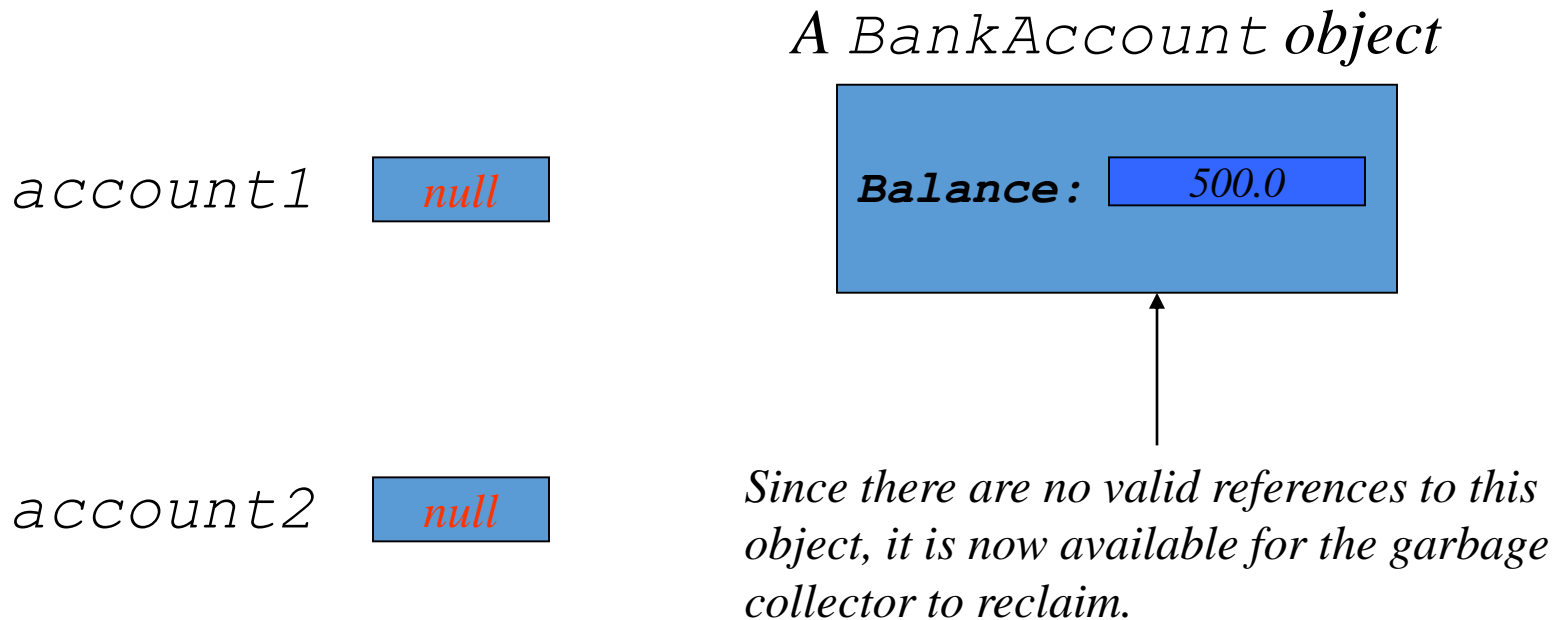 A BankAccount object
account1 null
Balance: 500.0
account2 null
Since there are no valid references to this
object, it is now available for the garbage
collector to reclaim.